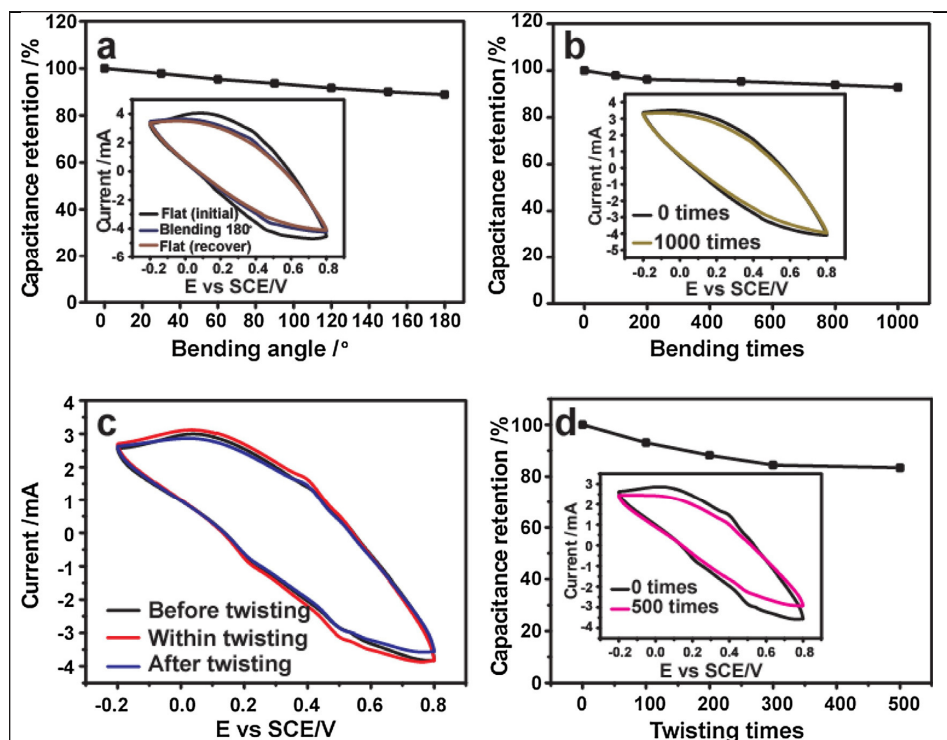 a
Capacitance retention /%
120
100
80
60
40
20
0
0 20 40 60 80 100 120 140 160 180
Bending angle /°
Current /mA
4
2
0
-2
-4
-6
-0.2 0.0 0.2 0.4 0.6 0.8
E vs SCE/V
Flat (initial)
Blending 180°
Flat (recover)
b
Capacitance retention /%
120
100
80
60
40
20
0
0 200 400 600 800 1000
Bending times
Current /mA
4
3
2
1
0
-1
-2
-3
-4
-5
-0.2 0.0 0.2 0.4 0.6 0.8
E vs SCE/V
0 times
1000 times
c
Current /mA
4
3
2
1
0
-1
-2
-3
-4
-0.2 0.0 0.2 0.4 0.6 0.8
E vs SCE/V
Before twisting
Within twisting
After twisting
d
Capacitance retention /%
100
80
60
40
20
0
0 100 200 300 400 500
Twisting times
Current /mA
3
2
1
0
-1
-2
-3
-4
-0.2 0.0 0.2 0.4 0.6 0.8
E vs SCE/V
0 times
500 times